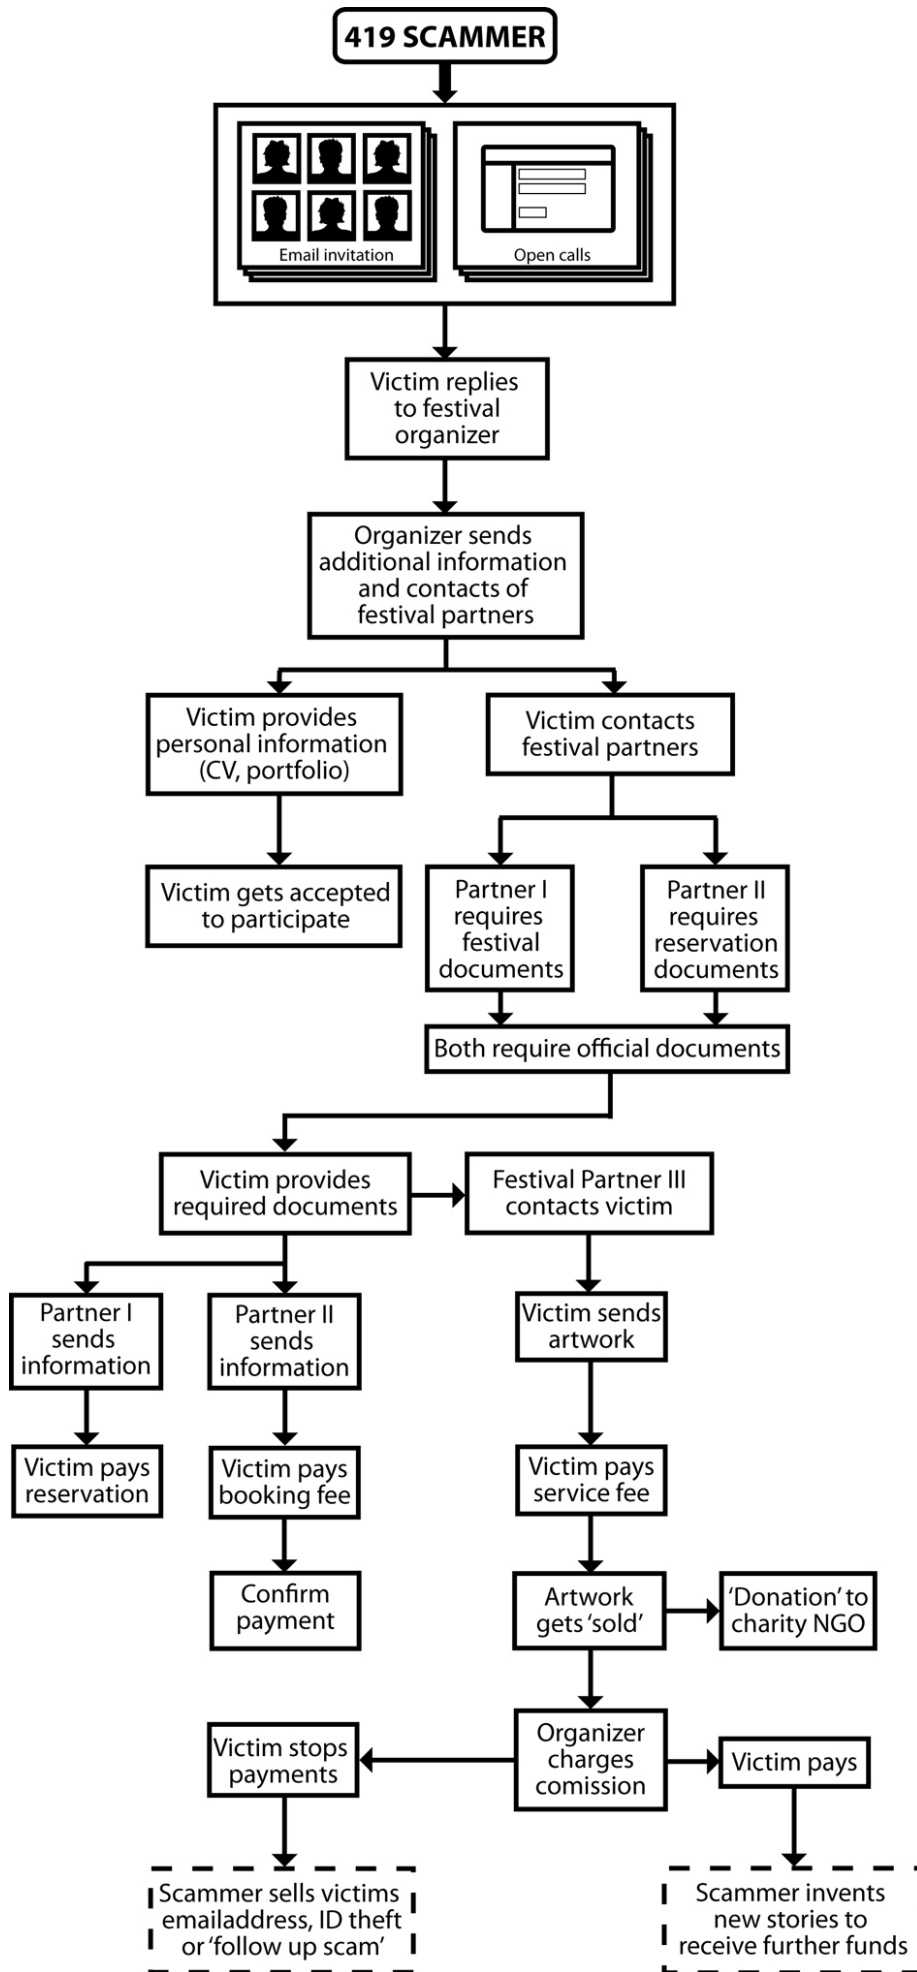 419 SCAMMER
Email invitation
Open calls
Victim replies
to festival
organizer
Organizer sends
additional information
and contacts of
festival partners
Victim provides
personal information
(CV, portfolio)
Victim contacts
festival partners
Victim gets accepted
to participate
Partner I
requires
festival
documents
Partner II
requires
reservation
documents
Both require official documents
Victim provides
required documents
Festival Partner III
contacts victim
Partner I
sends
information
Partner II
sends
information
Victim sends
artwork
Victim pays
reservation
Victim pays
booking fee
Victim pays
service fee
Confirm
payment
Artwork
gets ‘sold’
‘Donation’ to
charity NGO
Victim stops
payments
Organizer
charges
comission
Victim pays
Scammer sells victims
emailaddress, ID theft
or ‘follow up scam’
Scammer invents
new stories to
receive further funds